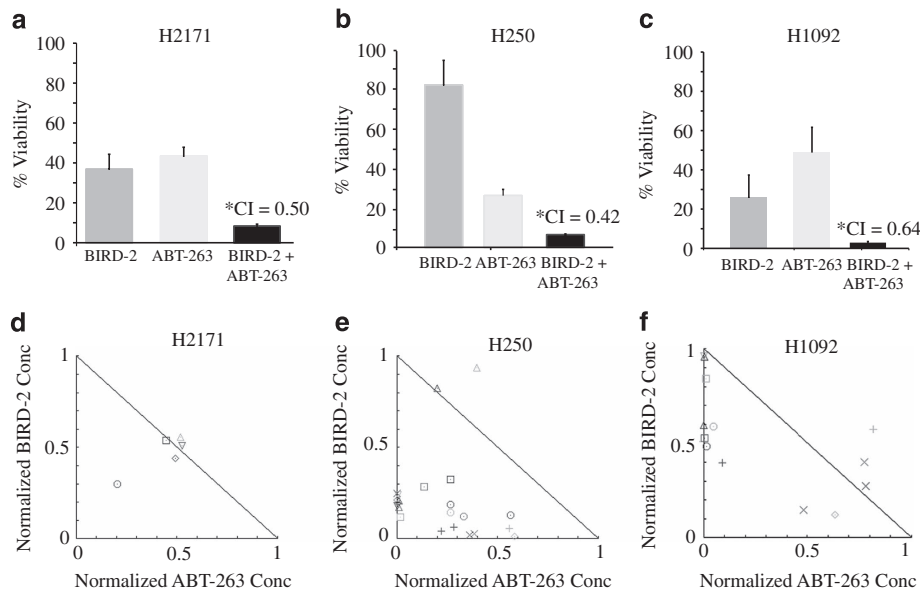 a
H2171
% Viability
100
80
60
40
20
0
*CI = 0.50
BIRD-2
ABT-263
BIRD-2 +
ABT-263
b
H250
% Viability
100
80
60
40
20
0
*CI = 0.42
BIRD-2
ABT-263
BIRD-2 +
ABT-263
c
H1092
% Viability
100
80
60
40
20
0
*CI = 0.64
BIRD-2
ABT-263
BIRD-2 +
ABT-263
d
H2171
Normalized BIRD-2 Conc
1
0.5
0
0.5
1
Normalized ABT-263 Conc
e
H250
Normalized BIRD-2 Conc
1
0.5
0
0
0.5
1
Normalized ABT-263 Conc
f
H1092
Normalized BIRD-2 Conc
1
0.5
0
0
0.5
1
Normalized ABT-263 Conc